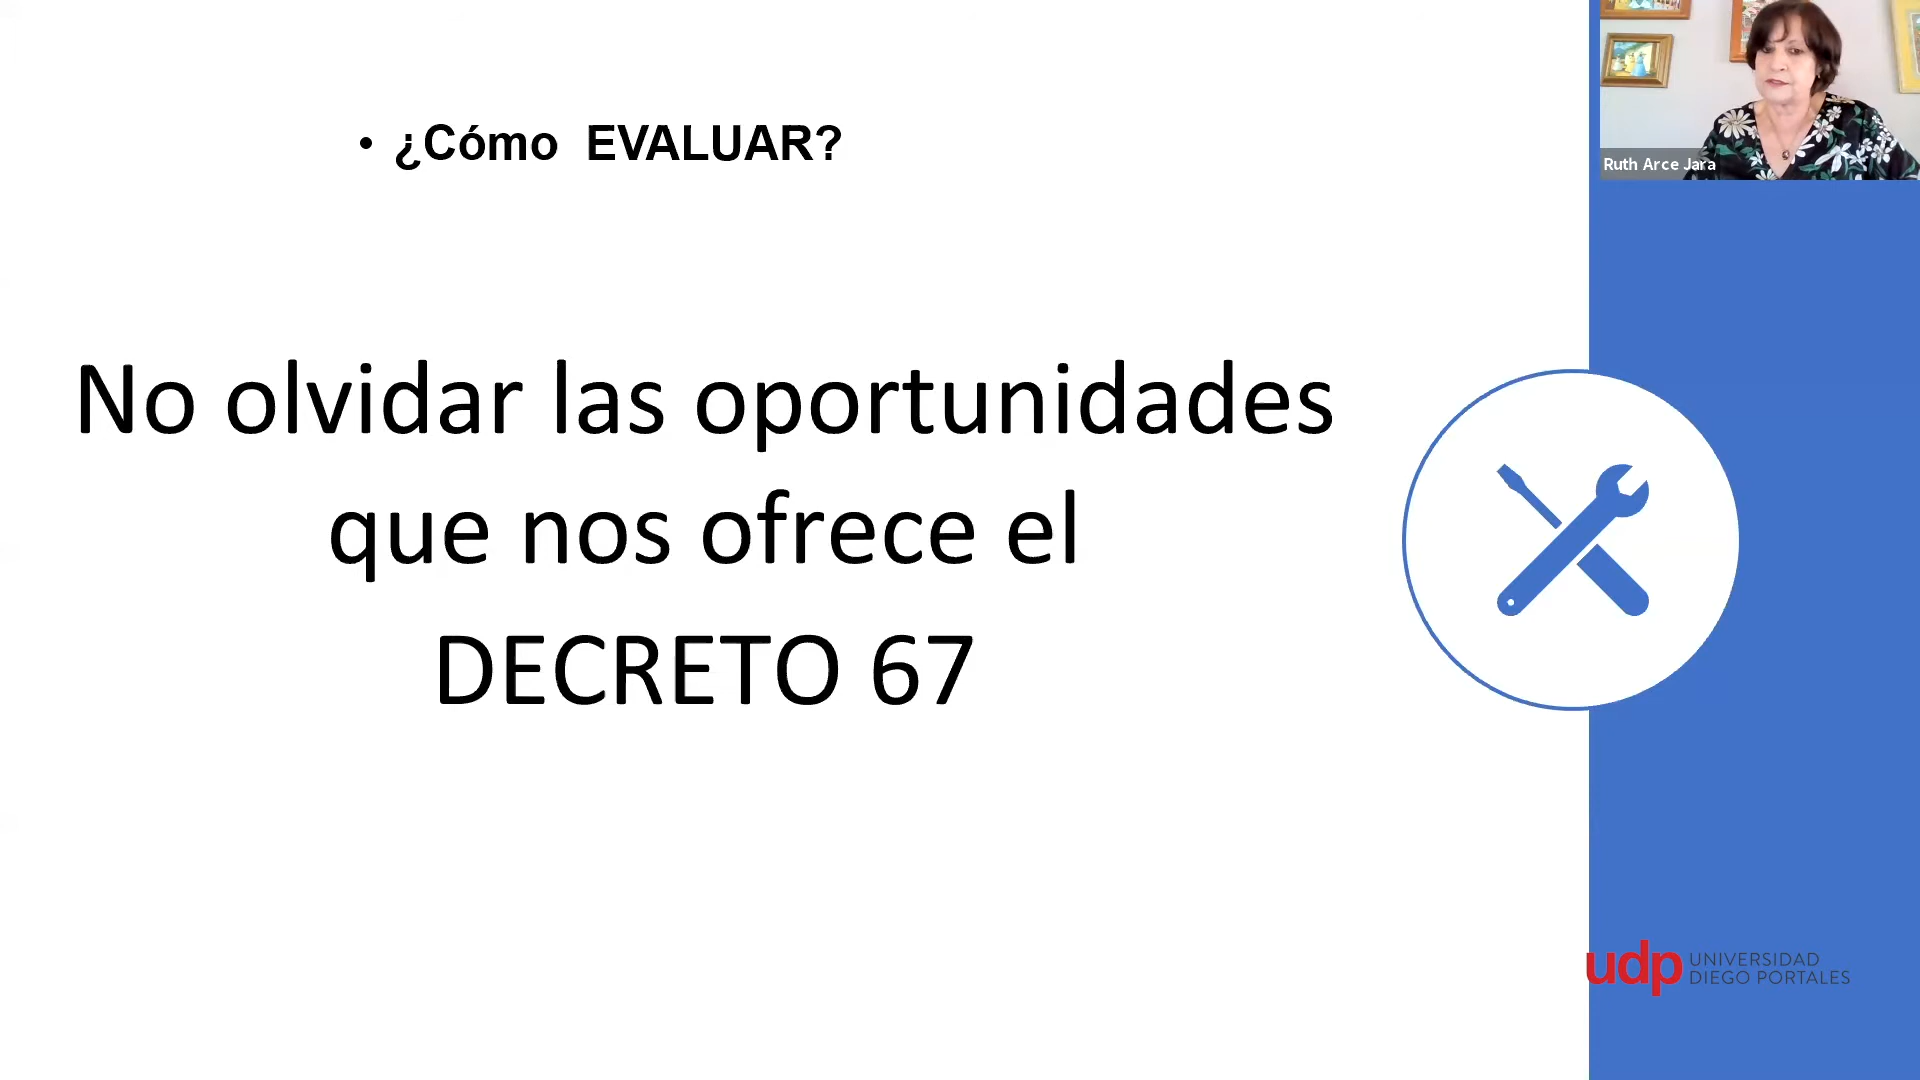 • ¿Cómo  EVALUAR?
No olvidar las oportunidades
que nos ofrece el
DECRETO 67
Ruth Arce Jara
udp UNIVERSIDAD
DIEGO PORTALES